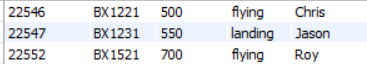 22546 BX1221 500 flying Chris
22547 BX1231 550 landing Jason
22552 BX1521 700 flying Roy